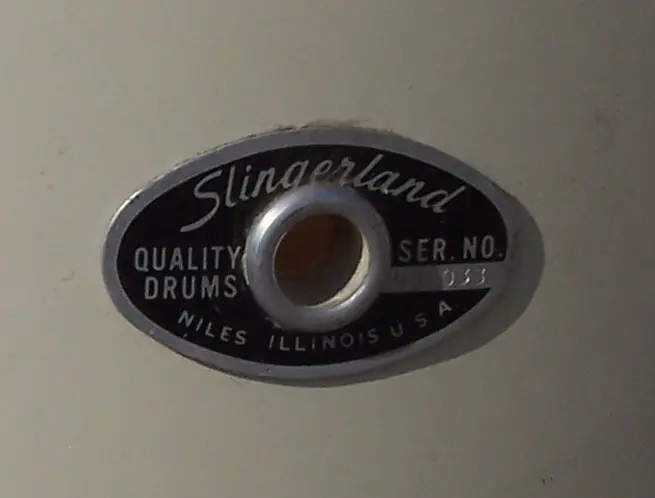 Slingerland
QUALITY
DRUMS
SER. NO.
033
NILES ILLINOIS U S A